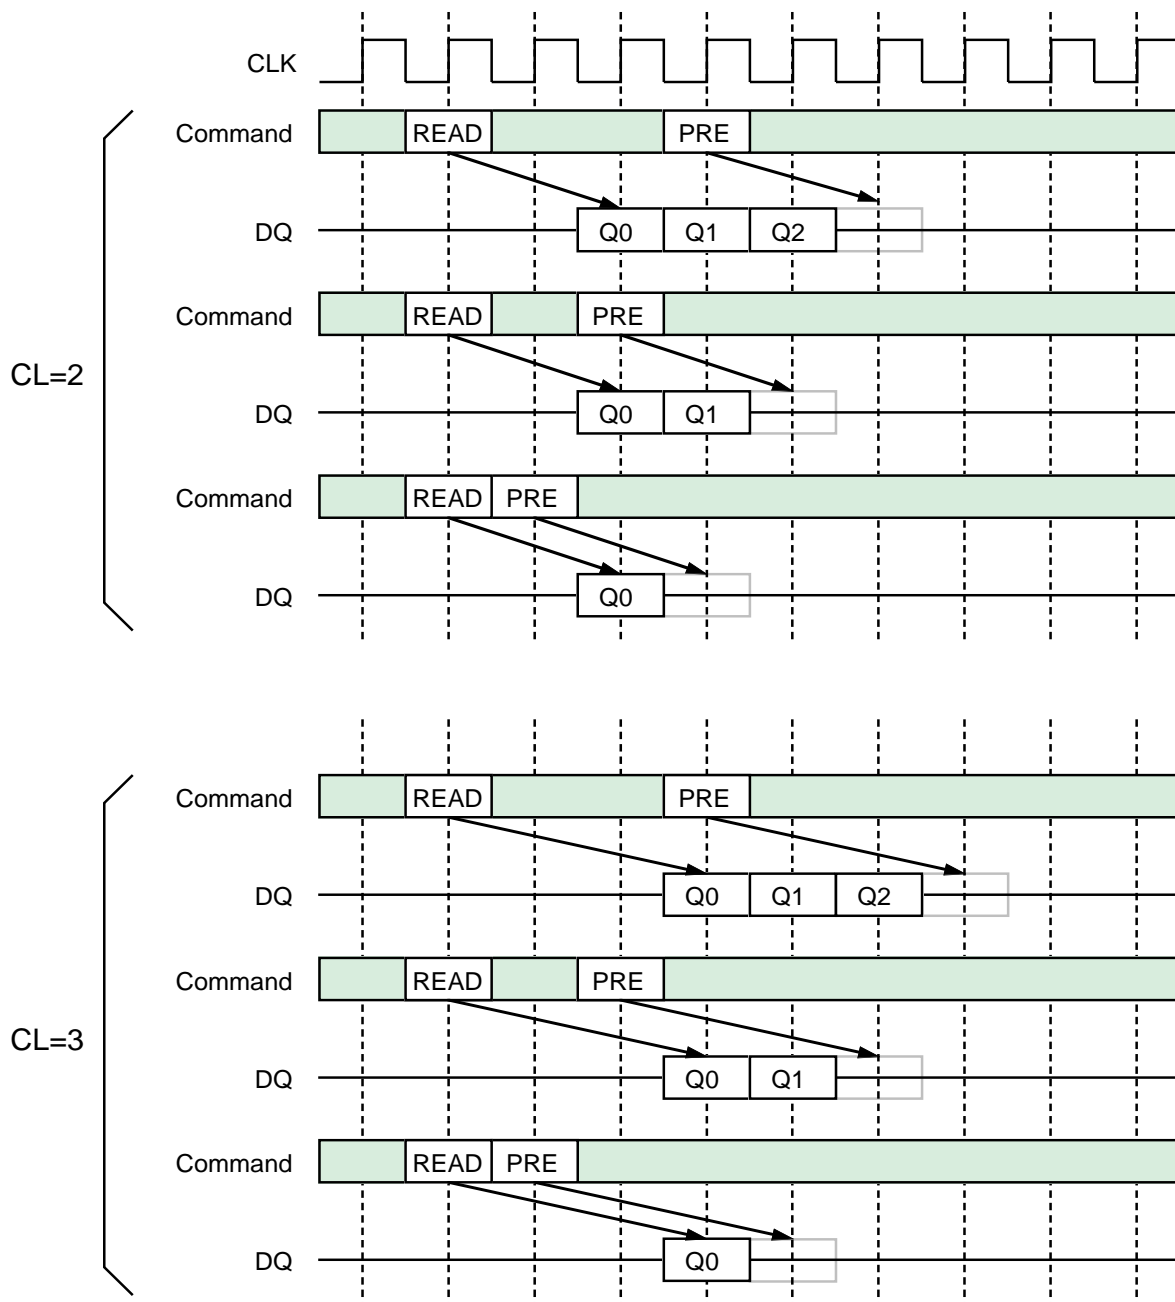 CLK
Command READ PRE
DQ Q0 Q1 Q2
Command READ PRE
CL=2
DQ Q0 Q1
Command READ PRE
DQ Q0
Command READ PRE
DQ Q0 Q1 Q2
Command READ PRE
CL=3
DQ Q0 Q1
Command READ PRE
DQ Q0